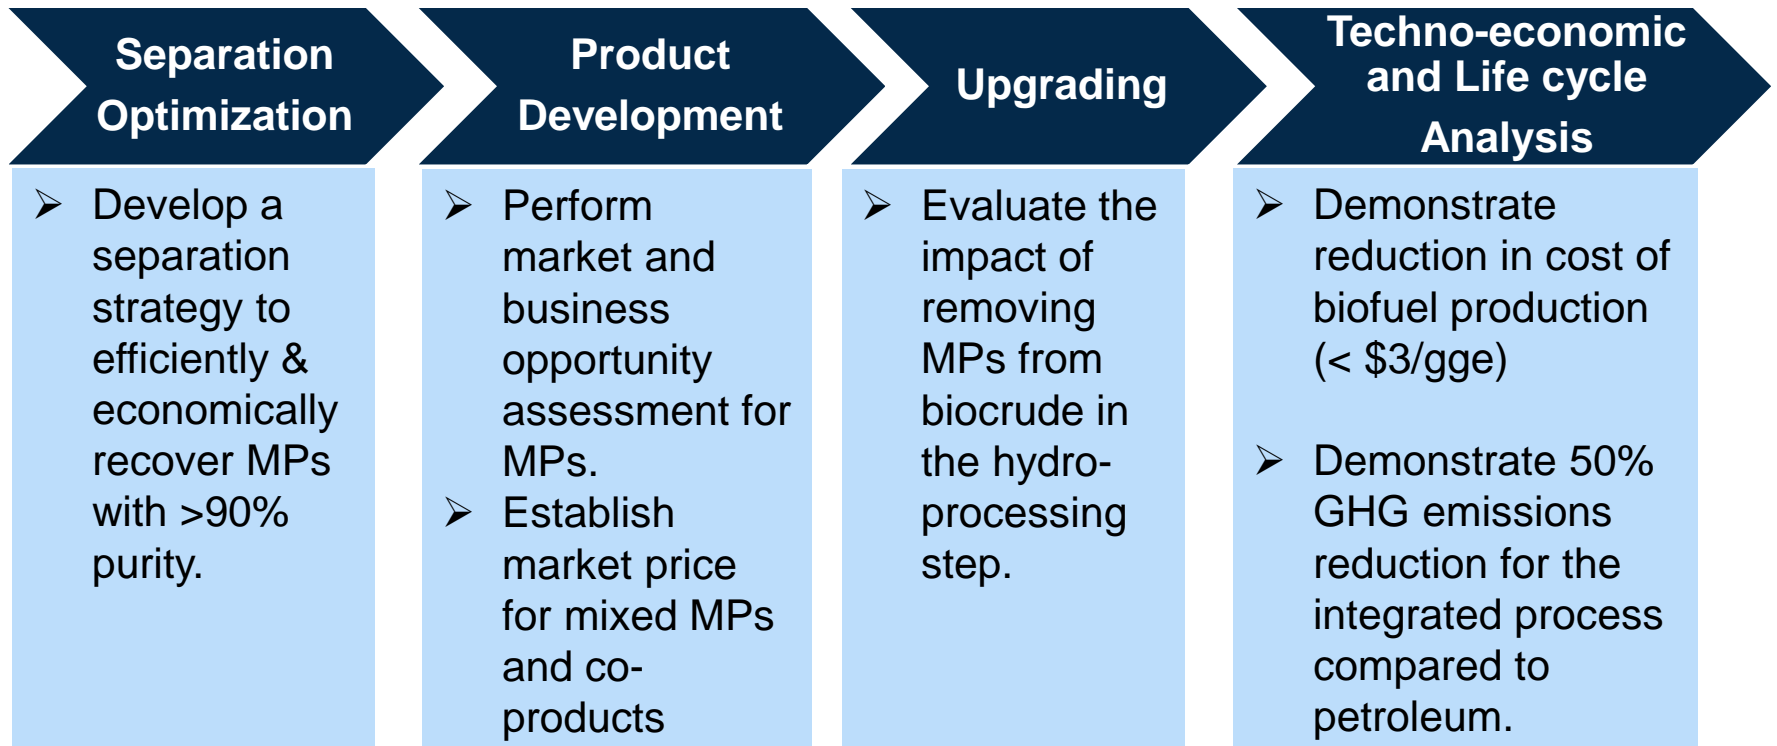 Separation
Optimization
➢ Develop a
separation
strategy to
efficiently &
economically
recover MPs
with >90%
purity.
Product
Development
➢ Perform
market and
business
opportunity
assessment for
MPs.
➢ Establish
market price
for mixed MPs
and co-
products
Upgrading
➢ Evaluate the
impact of
removing
MPs from
biocrude in
the hydro-
processing
step.
Techno-economic
and Life cycle
Analysis
➢ Demonstrate
reduction in cost of
biofuel production
(< $3/gge)
➢ Demonstrate 50%
GHG emissions
reduction for the
integrated process
compared to
petroleum.